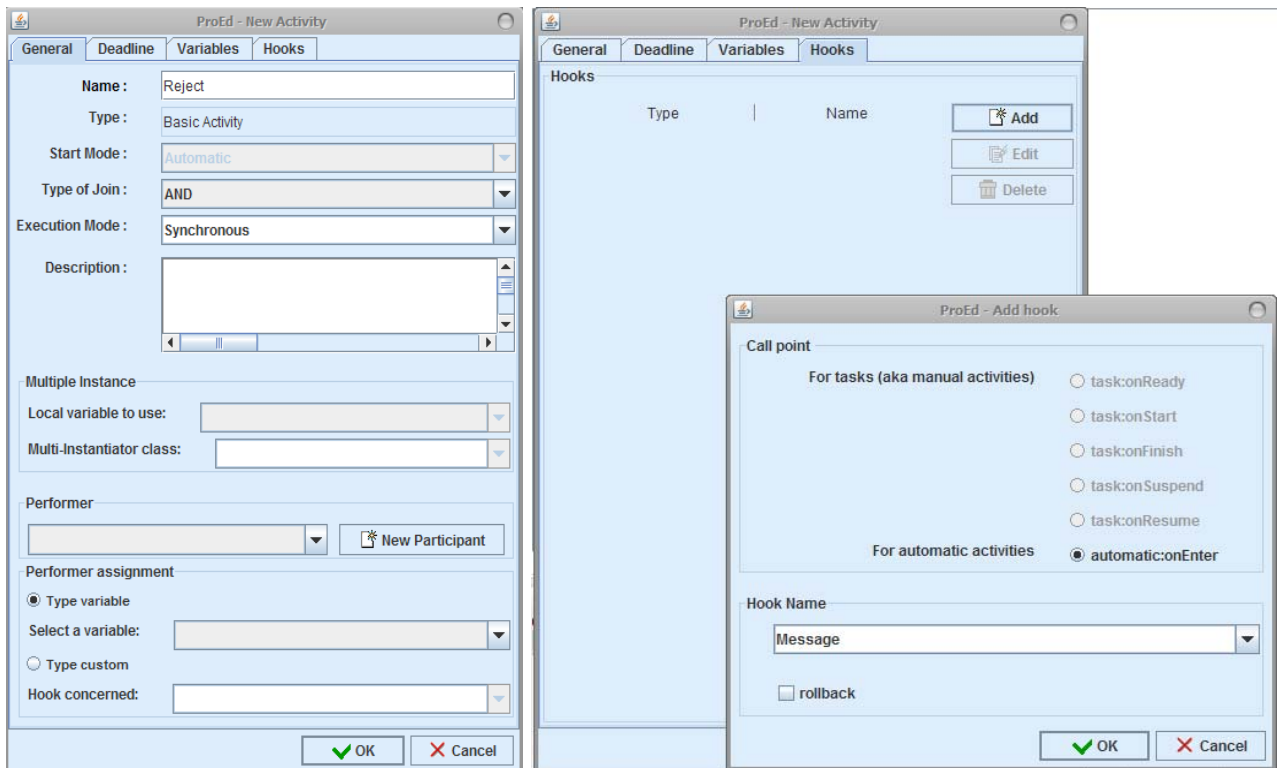 ProEd - New Activity
General Deadline Variables Hooks
Name : Reject
Type : Basic Activity
Start Mode : Automatic
Type of Join : AND
Execution Mode : Synchronous
Description :
Multiple Instance
Local variable to use:
Multi-Instantiator class:
Performer
New Participant
Performer assignment
Type variable
Select a variable:
Type custom
Hook concerned:
OK Cancel
ProEd - New Activity
General Deadline Variables Hooks
Hooks
Type Name
Add
Edit
Delete
ProEd - Add hook
Call point
For tasks (aka manual activities) task:onReady
task:onStart
task:onFinish
task:onSuspend
task:onResume
For automatic activities automatic:onEnter
Hook Name
Message
rollback
OK Cancel